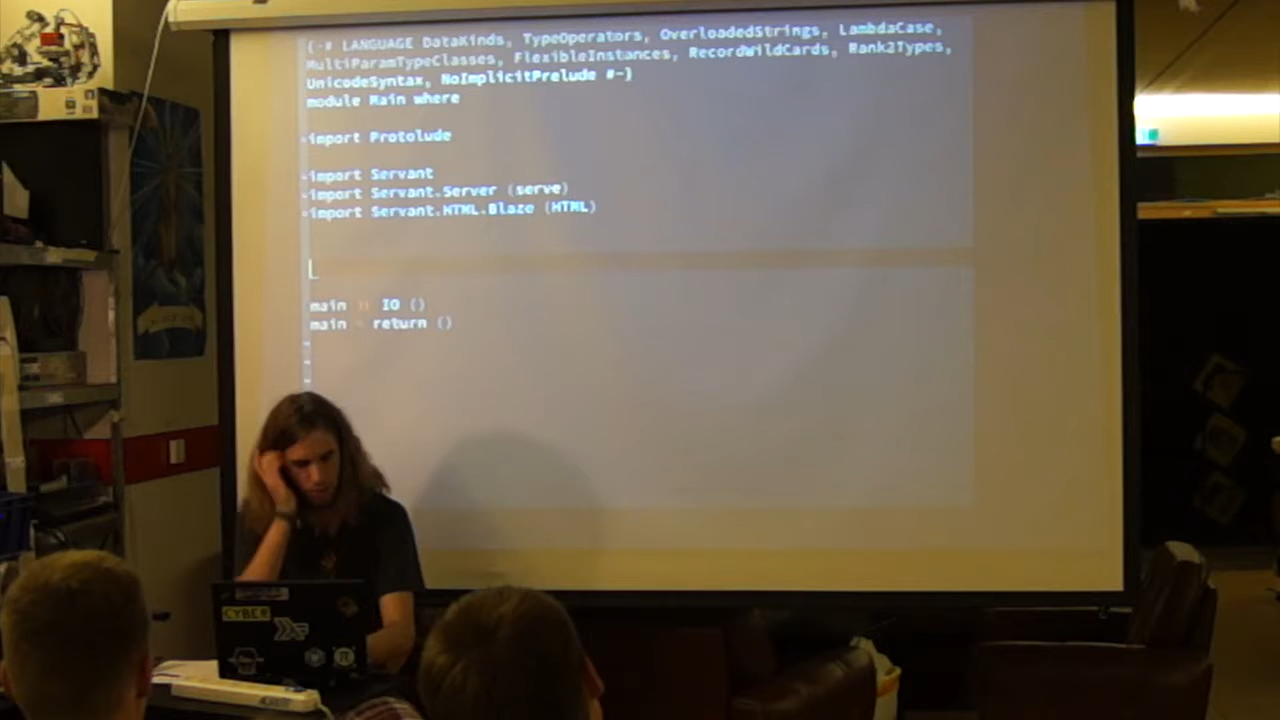 {-# LANGUAGE DataKinds, TypeOperators, OverloadedStrings, LambdaCase,
MultiParamTypeClasses, FlexibleInstances, RecordWildCards, Rank2Types,
UnicodeSyntax, NoImplicitPrelude #-}
module Main where
import Protolude
import Servant
import Servant.Server (serve)
import Servant.HTML.Blaze (HTML)
main :: IO ()
main = return ()
~
~
~
CYBER